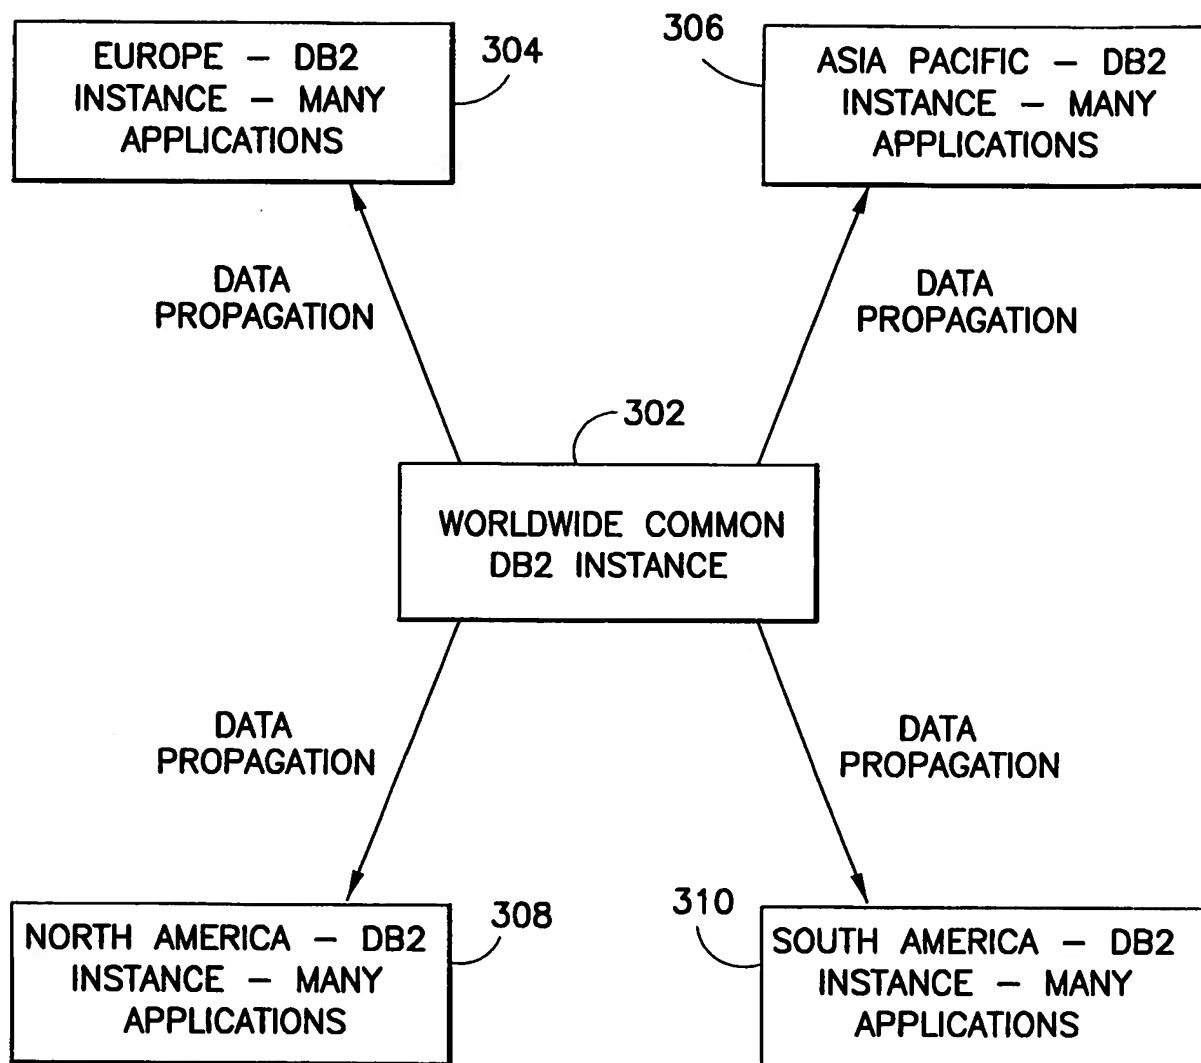 EUROPE – DB2
INSTANCE – MANY
APPLICATIONS
304
306
ASIA PACIFIC – DB2
INSTANCE – MANY
APPLICATIONS
DATA
PROPAGATION
DATA
PROPAGATION
302
WORLDWIDE COMMON
DB2 INSTANCE
DATA
PROPAGATION
DATA
PROPAGATION
NORTH AMERICA – DB2
INSTANCE – MANY
APPLICATIONS
308
310
SOUTH AMERICA – DB2
INSTANCE – MANY
APPLICATIONS